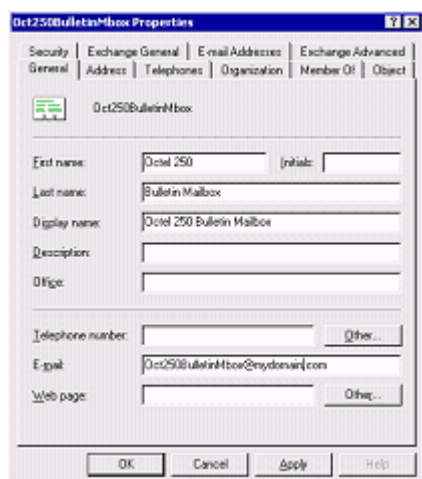 Oct250BulletinMbox Properties
Security Exchange General E-mail Addresses Exchange Advanced
General Address Telephones Organization Member Of Object
Oct250BulletinMbox
First name: Octel 250 Initials:
Last name: Bulletin Mailbox
Display name: Octel 250 Bulletin Mailbox
Description:
Office:
Telephone number: Other...
E-mail: Oct250BulletinMbox@mydomain.com
Web page: Other...
OK Cancel Apply Help